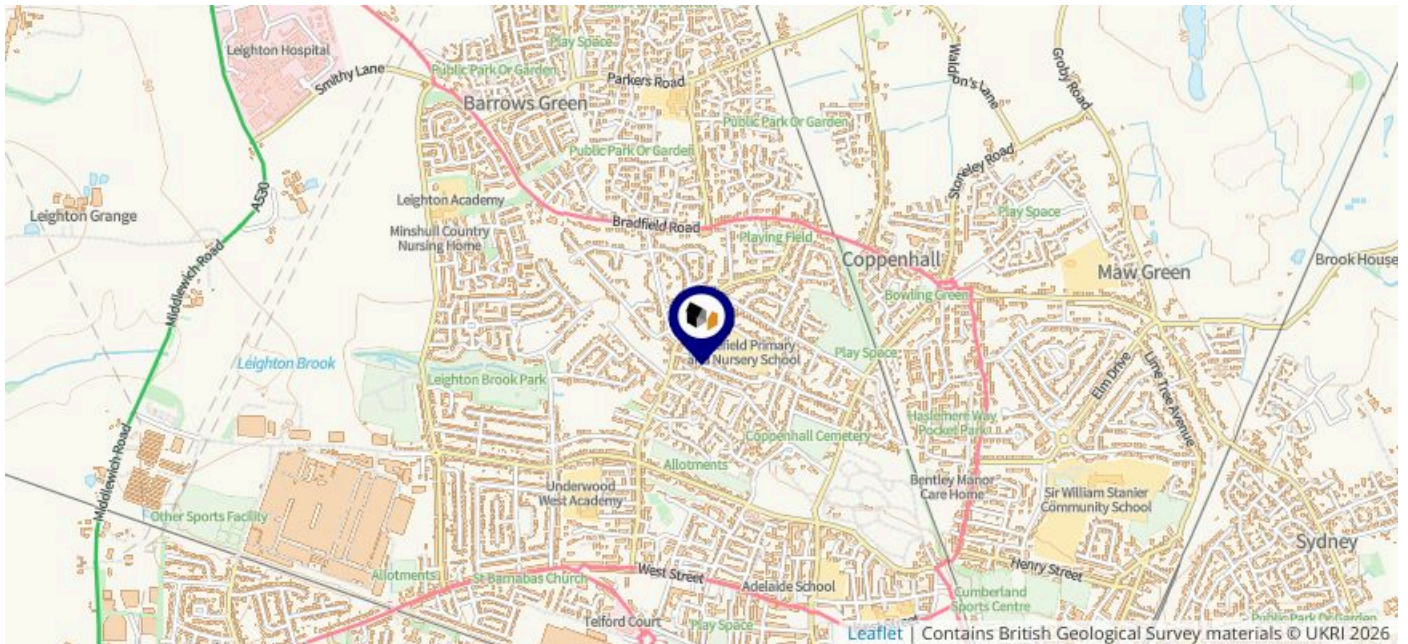 Leighton Hospital
Smithy Lane
Play Space
Public Park Or Garden
Parkers Road
Barrows Green
Waldron's Lane
Groby Road
Public Park Or Garden
Public Park Or Garden
50
40
Stoneley Road
A530
Leighton Grange
Leighton Academy
Minshull Country
Nursing Home
Bradfield Road
Playing Field
Play Space
Coppenhall
Maw Green
Brook House
Middlewich Road
Bowling Green
Leighton Brook
efield Primary
and Nursery School
Play Space
Leighton Brook Park
Elm Drive
Lime Tree Avenue
Haslemere Way
Pocket Park
Coppenhall Cemetery
Middlewich Road
Allotments
Underwood
West Academy
Bentley Manor
Care Home
Sir William Stanier
Community School
Other Sports Facility
Sydney
Allotments
St Barnabas Church
West Street
Adelaide School
Henry Street
Cumberland
Sports Centre
Telford Court
Play Space
Public Park Or Garden
Leaflet | Contains British Geological Survey materials © UKRI 2026